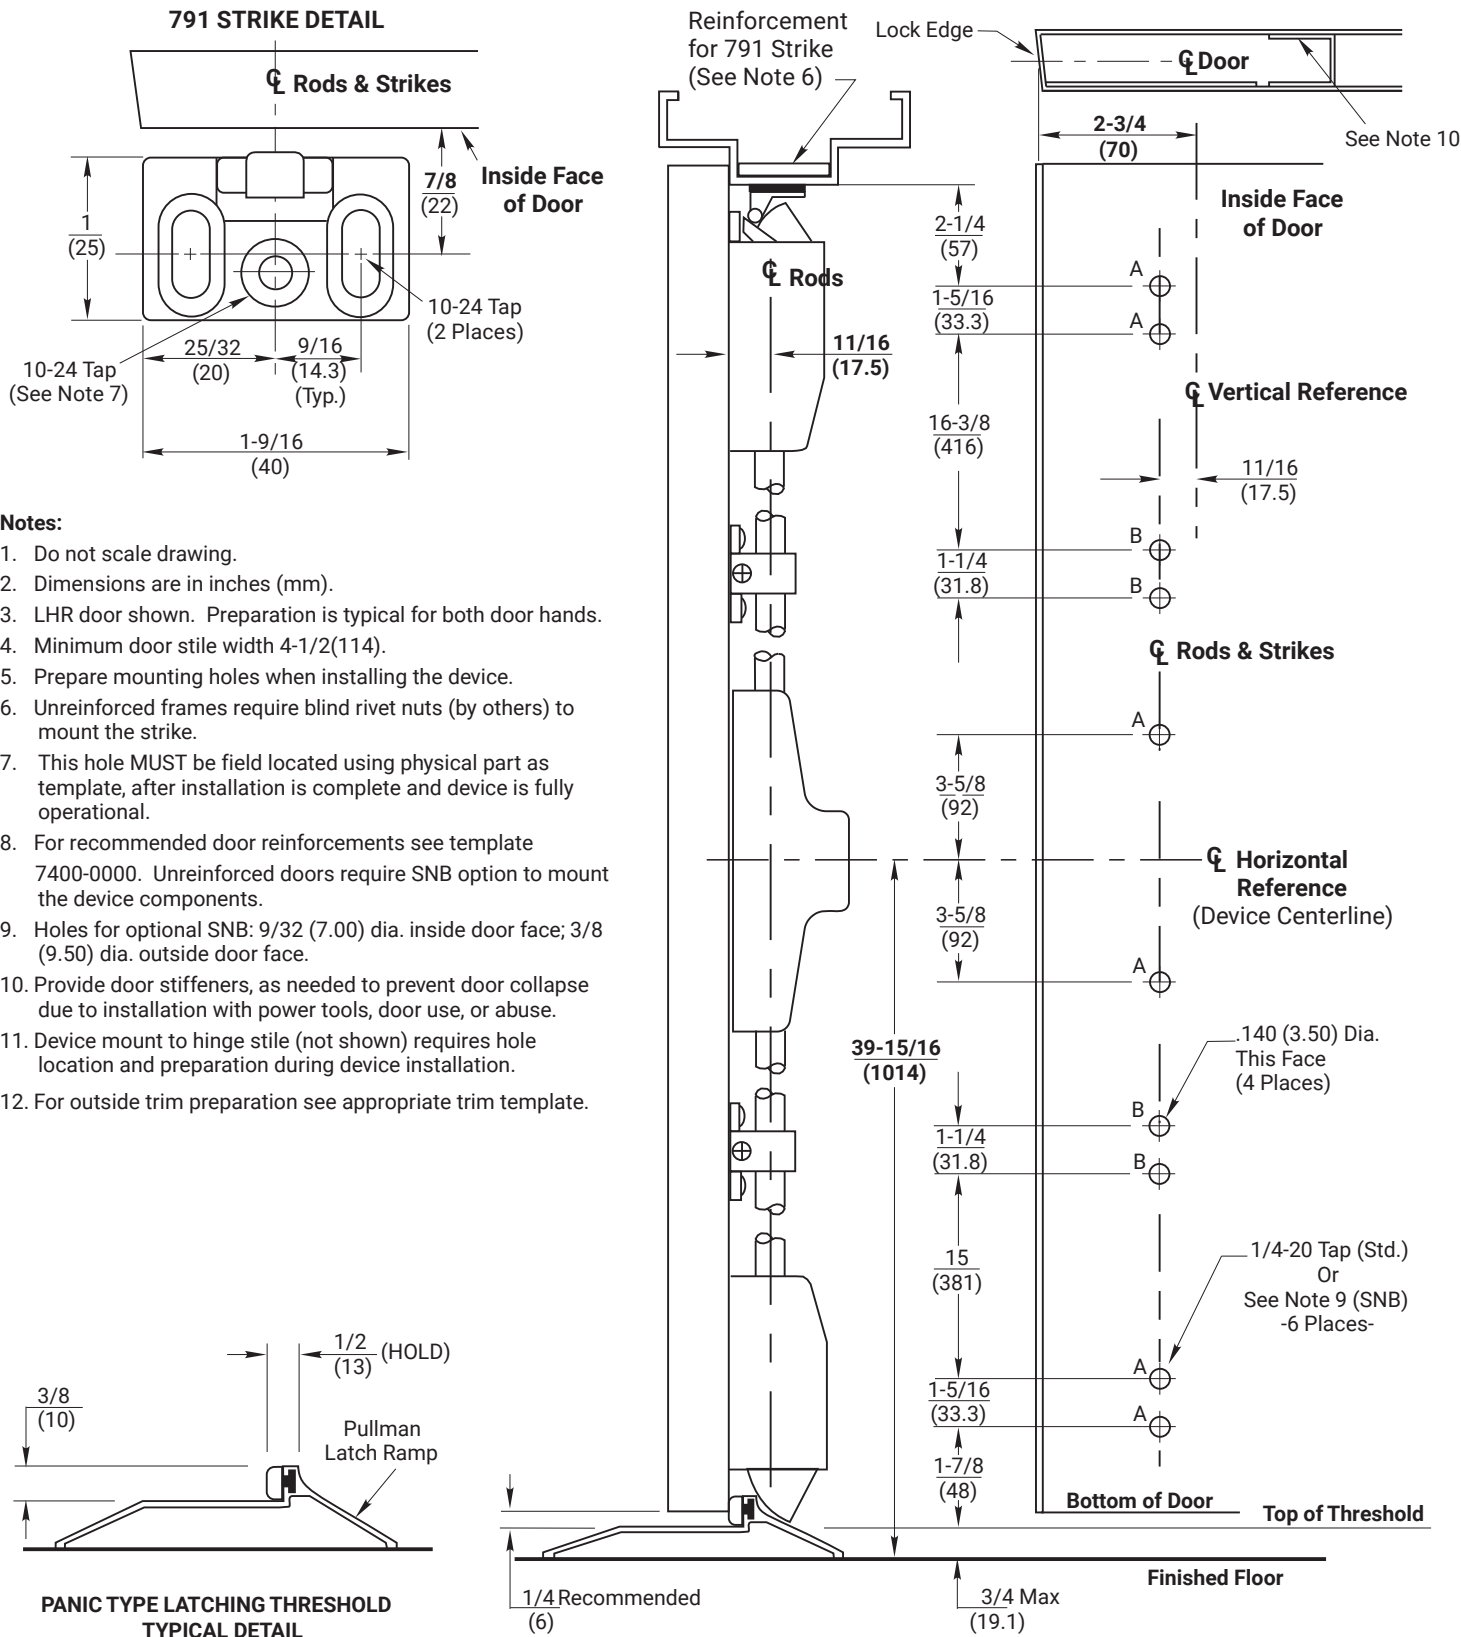 791 STRIKE DETAIL
℄ Rods & Strikes
7/8
(22)
Inside Face
of Door
1
(25)
10-24 Tap
(2 Places)
25/32
(20)
9/16
(14.3)
(Typ.)
10-24 Tap
(See Note 7)
1-9/16
(40)
Notes:
1. Do not scale drawing.
2. Dimensions are in inches (mm).
3. LHR door shown. Preparation is typical for both door hands.
4. Minimum door stile width 4-1/2(114).
5. Prepare mounting holes when installing the device.
6. Unreinforced frames require blind rivet nuts (by others) to
mount the strike.
7. This hole MUST be field located using physical part as
template, after installation is complete and device is fully
operational.
8. For recommended door reinforcements see template
7400-0000. Unreinforced doors require SNB option to mount
the device components.
9. Holes for optional SNB: 9/32 (7.00) dia. inside door face; 3/8
(9.50) dia. outside door face.
10. Provide door stiffeners, as needed to prevent door collapse
due to installation with power tools, door use, or abuse.
11. Device mount to hinge stile (not shown) requires hole
location and preparation during device installation.
12. For outside trim preparation see appropriate trim template.
1/2
(13)
(HOLD)
3/8
(10)
Pullman
Latch Ramp
PANIC TYPE LATCHING THRESHOLD
TYPICAL DETAIL
Reinforcement
for 791 Strike
(See Note 6)
℄ Rods
11/16
(17.5)
39-15/16
(1014)
1/4 Recommended
(6)
Lock Edge
℄ Door
2-3/4
(70)
See Note 10
Inside Face
of Door
2-1/4
(57)
A
1-5/16
(33.3)
A
℄ Vertical Reference
16-3/8
(416)
11/16
(17.5)
B
1-1/4
(31.8)
B
℄ Rods & Strikes
A
3-5/8
(92)
℄ Horizontal
Reference
(Device Centerline)
3-5/8
(92)
A
.140 (3.50) Dia.
This Face
(4 Places)
B
1-1/4
(31.8)
B
15
(381)
1/4-20 Tap (Std.)
Or
See Note 9 (SNB)
-6 Places-
A
1-5/16
(33.3)
A
1-7/8
(48)
Bottom of Door
Top of Threshold
Finished Floor
3/4 Max
(19.1)